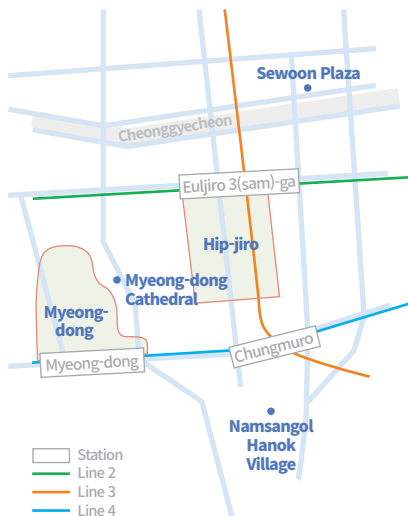 Sewoon Plaza
Cheonggyecheon
Euljiro 3(sam)-ga
Hip-jiro
Myeong-dong
Cathedral
Myeong-
dong
Myeong-dong
Chungmuro
Namsangol
Hanok
Village
Station
Line 2
Line 3
Line 4